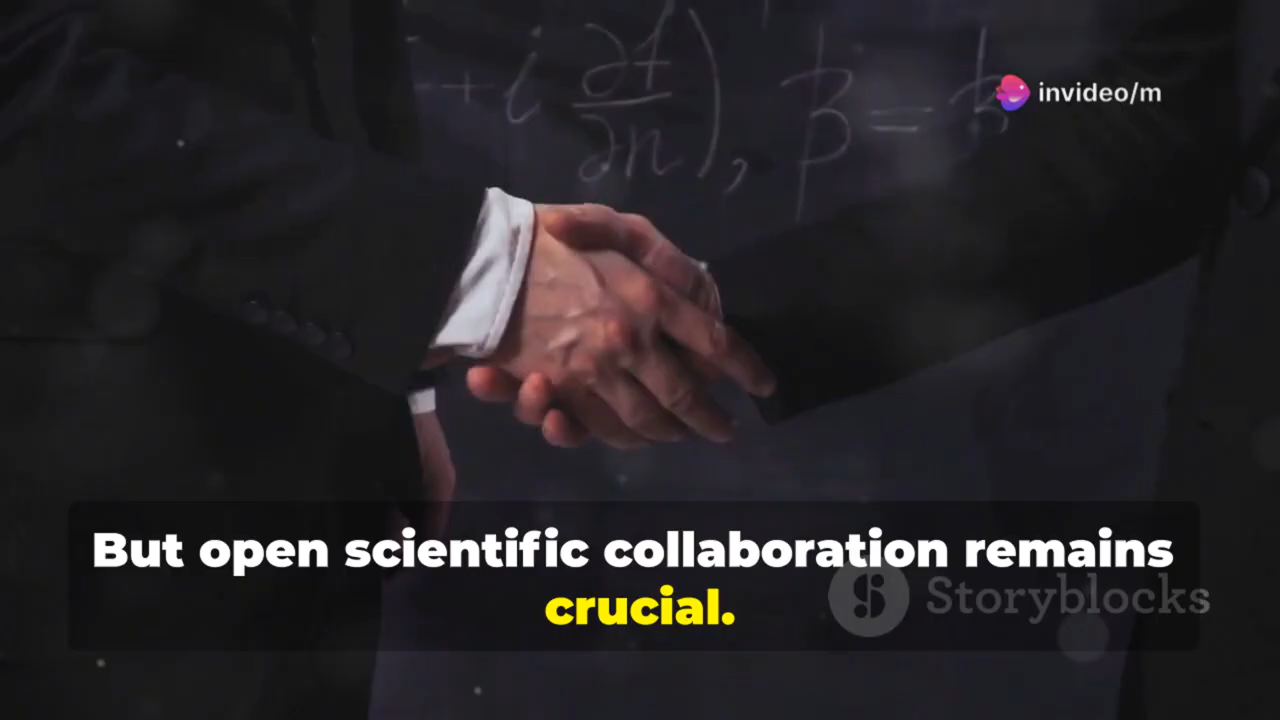 +i ∂f
∂n ), β =
invideo/m
But open scientific collaboration remains
crucial.
Storyblocks